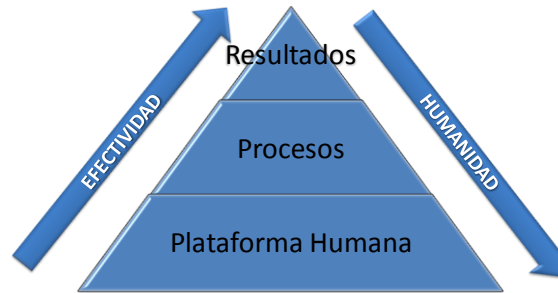 Resultados
EFECTIVIDAD
HUMANIDAD
Procesos
Plataforma Humana